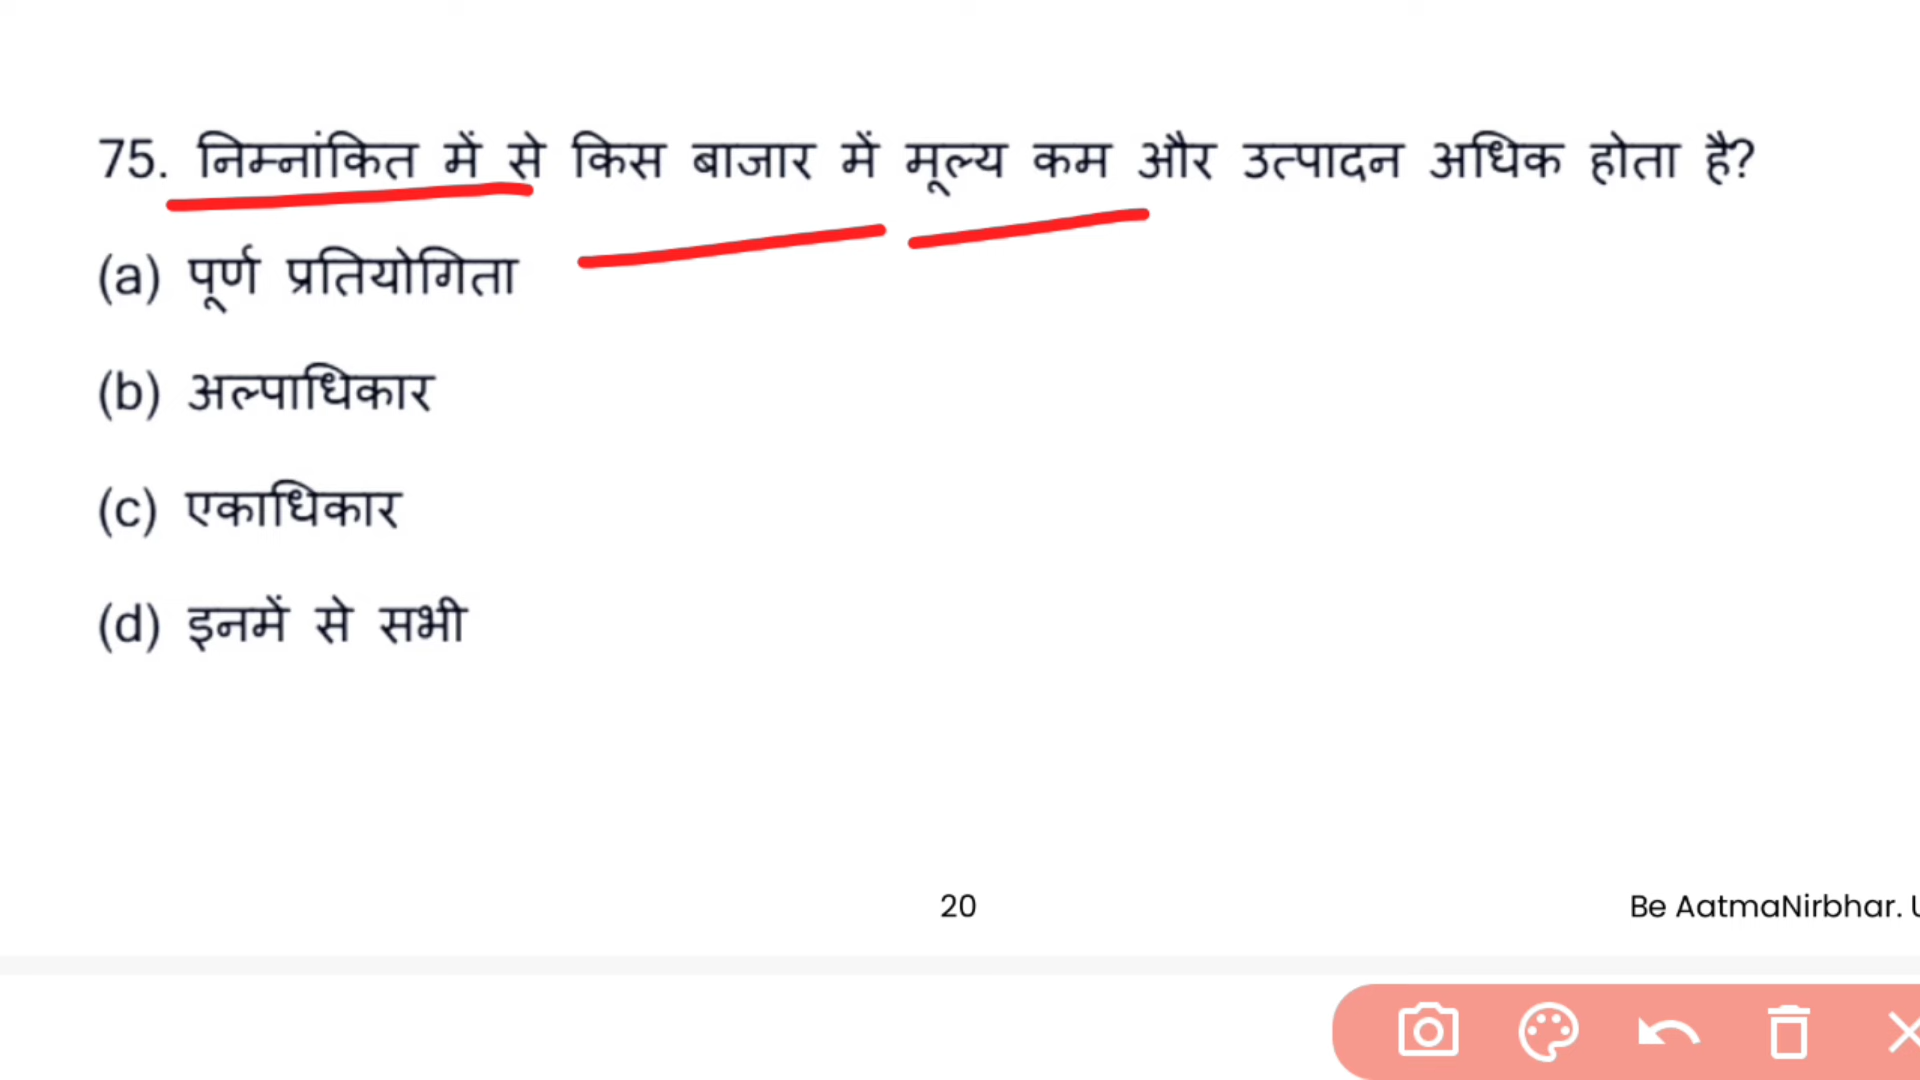 75. निम्नांकित में से किस बाजार में मूल्य कम और उत्पादन अधिक होता है?
(a) पूर्ण प्रतियोगिता
(b) अल्पाधिकार
(c) एकाधिकार
(d) इनमें से सभी
20
Be AatmaNirbhar.